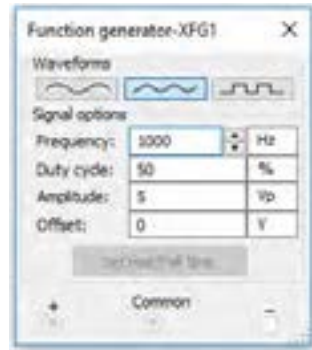 Function generator-XFG1
Waveforms
Signal options
Frequency: 1000 Hz
Duty cycle: 50 %
Amplitude: 5 Vp
Offset: 0 V
+ Common -